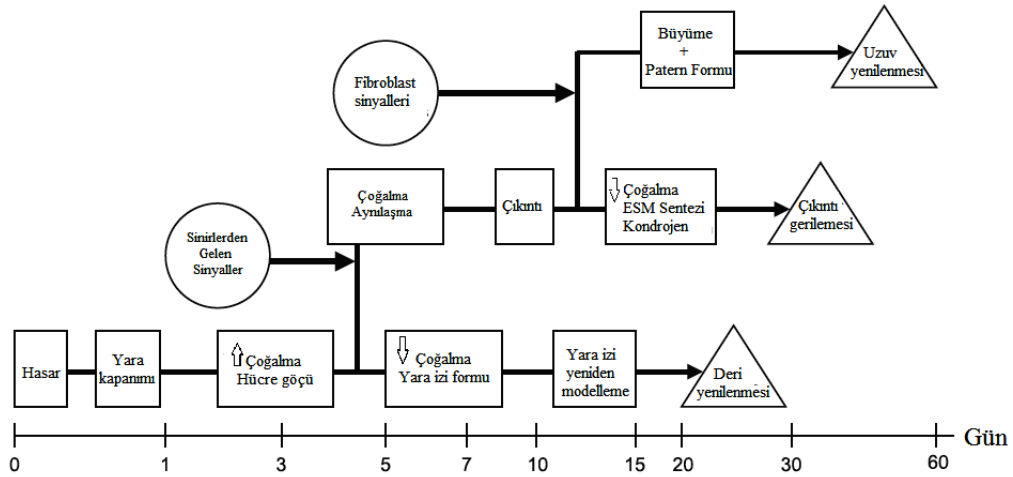 Büyüme
+
Patern Formu
Uzuv
yenilenmesi
Fibroblast
sinyalleri
Çoğalma
Aynılaşma
Çıkıntı
Çoğalma
ESM Sentezi
Kondrojen
Çıkıntı
gerilemesi
Sinirlerden
Gelen
Sinyaller
Hasar
Yara
kapanımı
Çoğalma
Hücre göçü
Çoğalma
Yara izi formu
Yara izi
yeniden
modelleme
Deri
yenilenmesi
Gün
0 1 3 5 7 10 15 20 30 60